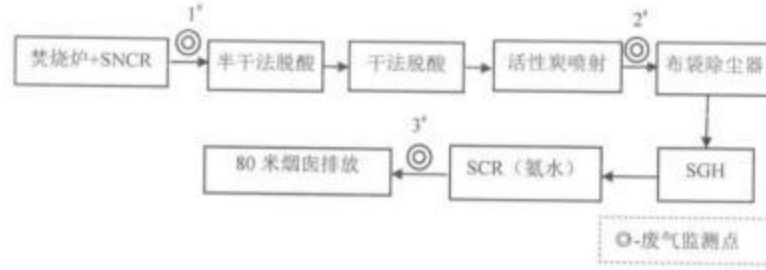 1#
2#
焚烧炉+SNCR
半干法脱酸
干法脱酸
活性炭喷射
布袋除尘器
3#
80 米烟囱排放
SCR（氨水）
SGH
◎-废气监测点